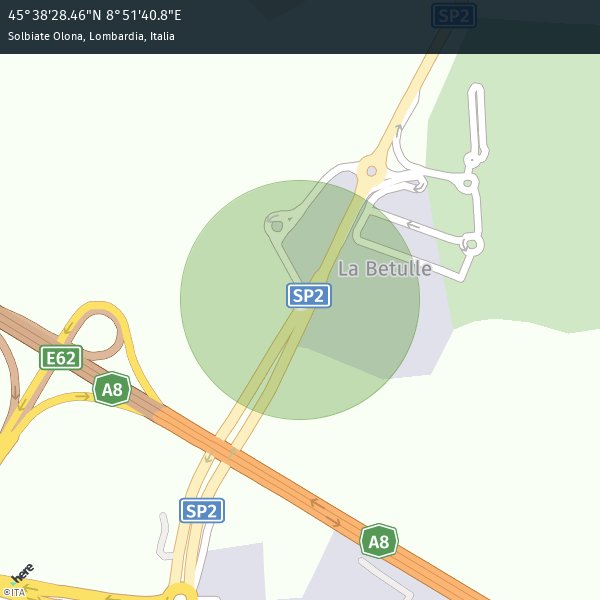 45°38'28.46"N 8°51'40.8"E
Solbiate Olona, Lombardia, Italia
SP2
La Betulle
SP2
E62
A8
SP2
A8
here
©ITA